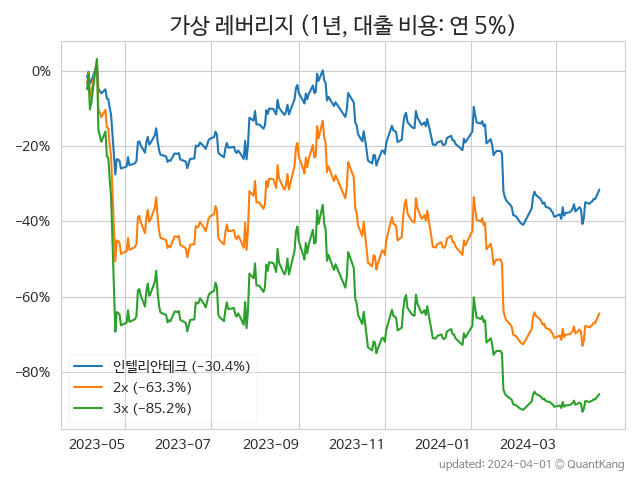 가상 레버리지 (1년, 대출 비용: 연 5%)
0%
−20%
−40%
−60%
−80%
인텔리안테크 (−30.4%)
2x (−63.3%)
3x (−85.2%)
2023-05 2023-07 2023-09 2023-11 2024-01 2024-03
updated: 2024-04-01 © QuantKang